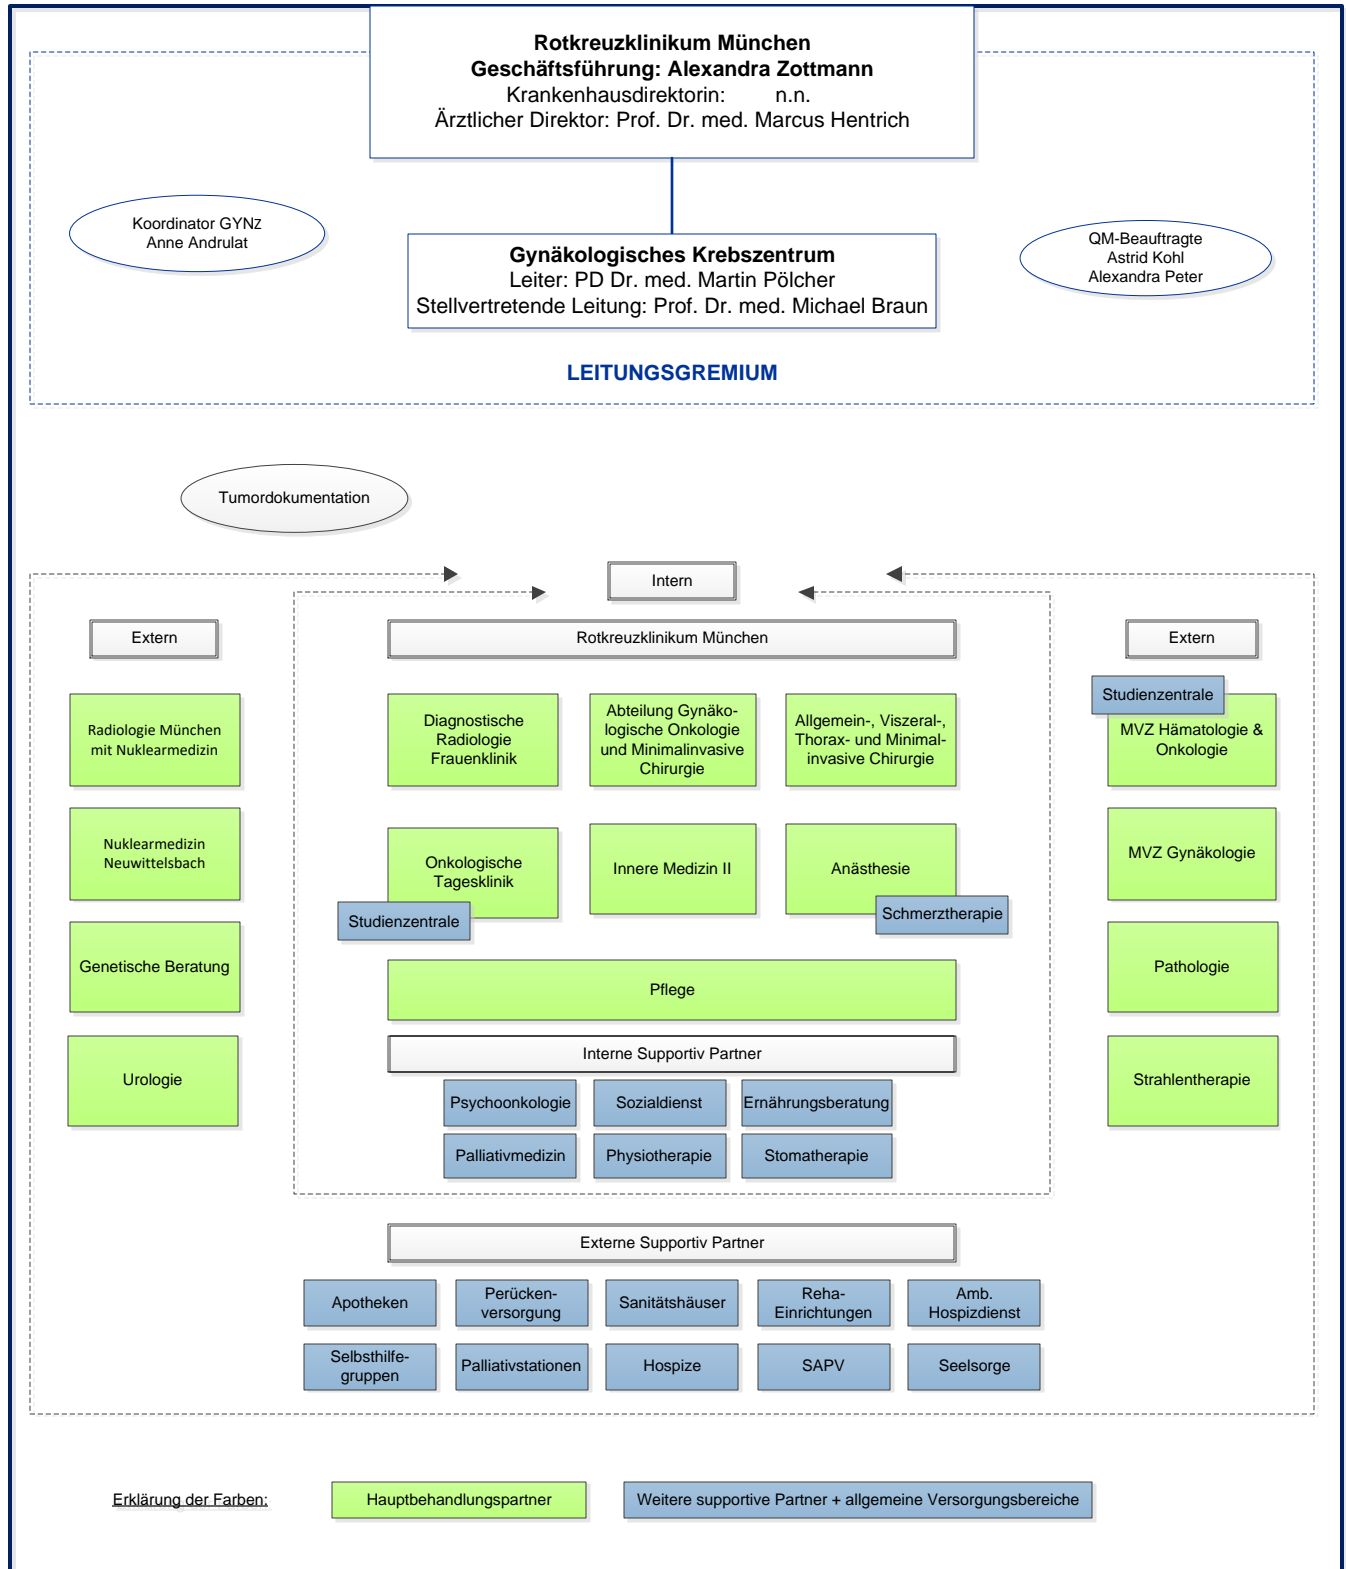 Rotkreuzklinikum München
Geschäftsführung: Alexandra Zottmann
Krankenhausdirektorin: n.n.
Ärztlicher Direktor: Prof. Dr. med. Marcus Hentrich
Koordinator GYNZ
Anne Andrulat
Gynäkologisches Krebszentrum
Leiter: PD Dr. med. Martin Pölcher
Stellvertretende Leitung: Prof. Dr. med. Michael Braun
QM-Beauftragte
Astrid Kohl
Alexandra Peter
LEITUNGSGREMIUM
Tumordokumentation
Intern
Extern
Rotkreuzklinikum München
Extern
Radiologie München
mit Nuklearmedizin
Diagnostische
Radiologie
Frauenklinik
Abteilung Gynäko-
logische Onkologie
und Minimalinvasive
Chirurgie
Allgemein-, Viszeral-,
Thorax- und Minimal-
invasive Chirurgie
Studienzentrale
MVZ Hämatologie &
Onkologie
Nuklearmedizin
Neuwittelsbach
Onkologische
Tagesklinik
Studienzentrale
Innere Medizin II
Anästhesie
Schmerztherapie
MVZ Gynäkologie
Genetische Beratung
Pflege
Pathologie
Urologie
Interne Supportiv Partner
Strahlentherapie
Psychoonkologie
Sozialdienst
Ernährungsberatung
Palliativmedizin
Physiotherapie
Stomatherapie
Externe Supportiv Partner
Apotheken
Perücken-
versorgung
Sanitätshäuser
Reha-
Einrichtungen
Amb.
Hospizdienst
Selbsthilfe-
gruppen
Palliativstationen
Hospize
SAPV
Seelsorge
Erklärung der Farben:
Hauptbehandlungspartner
Weitere supportive Partner + allgemeine Versorgungsbereiche